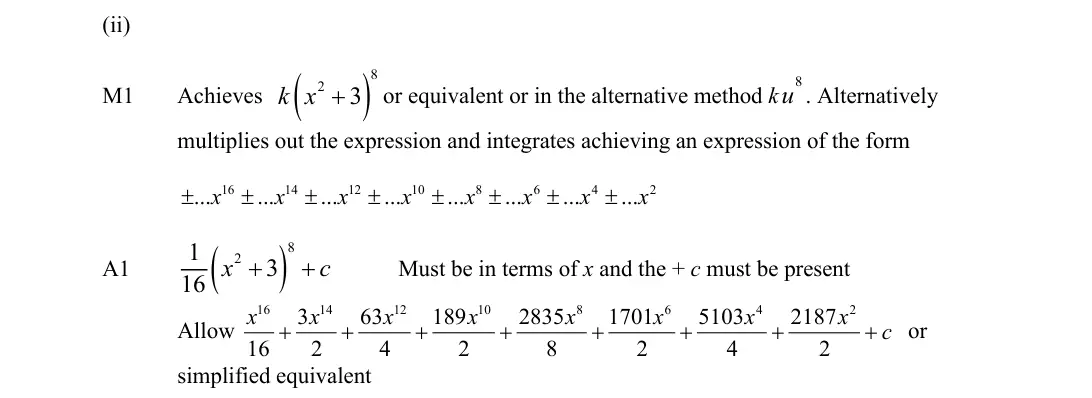 (ii)
M1 Achieves k(x² + 3)⁸ or equivalent or in the alternative method ku⁸. Alternatively
multiplies out the expression and integrates achieving an expression of the form
±...x¹⁶ ±...x¹⁴ ±...x¹² ±...x¹⁰ ±...x⁸ ±...x⁶ ±...x⁴ ±...x²
A1 1/16(x² + 3)⁸ + c Must be in terms of x and the + c must be present
Allow x¹⁶/16 + 3x¹⁴/2 + 63x¹²/4 + 189x¹⁰/2 + 2835x⁸/8 + 1701x⁶/2 + 5103x⁴/4 + 2187x²/2 + c or
simplified equivalent